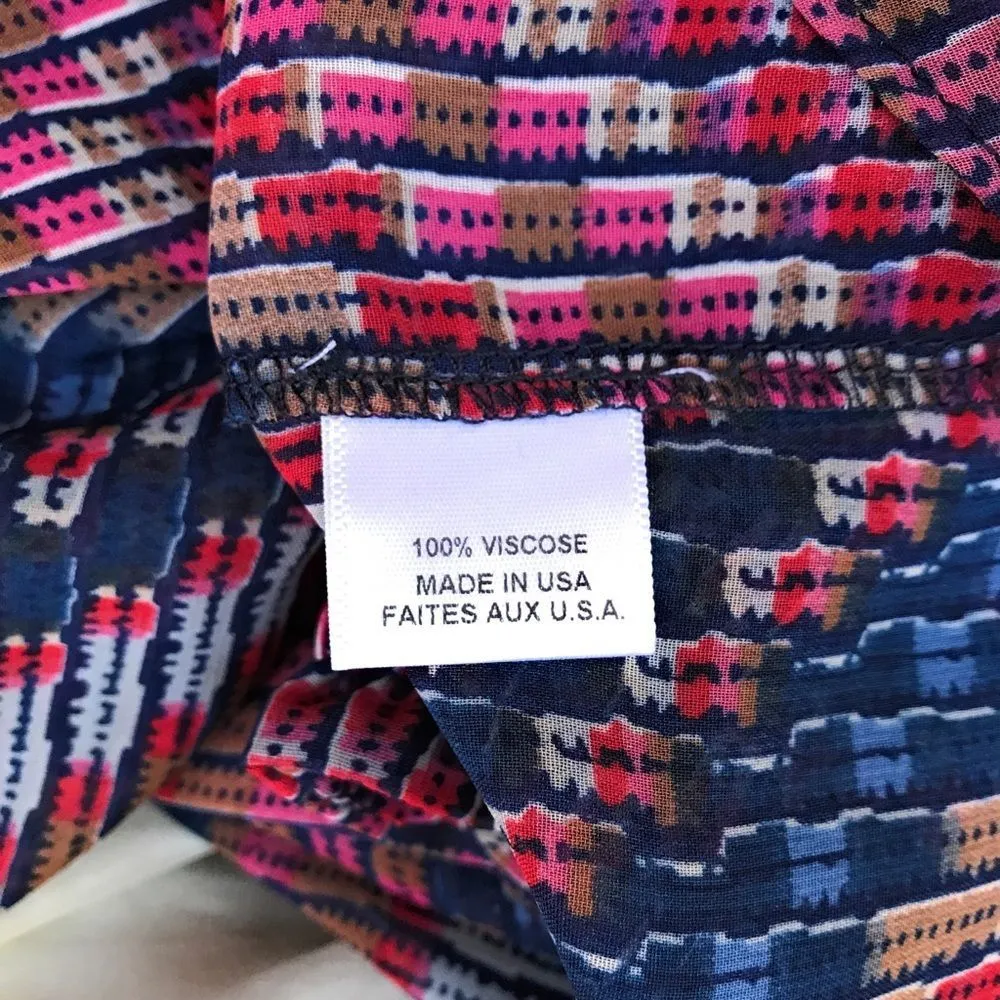 100% VISCOSE
MADE IN USA
FAITES AUX U.S.A.